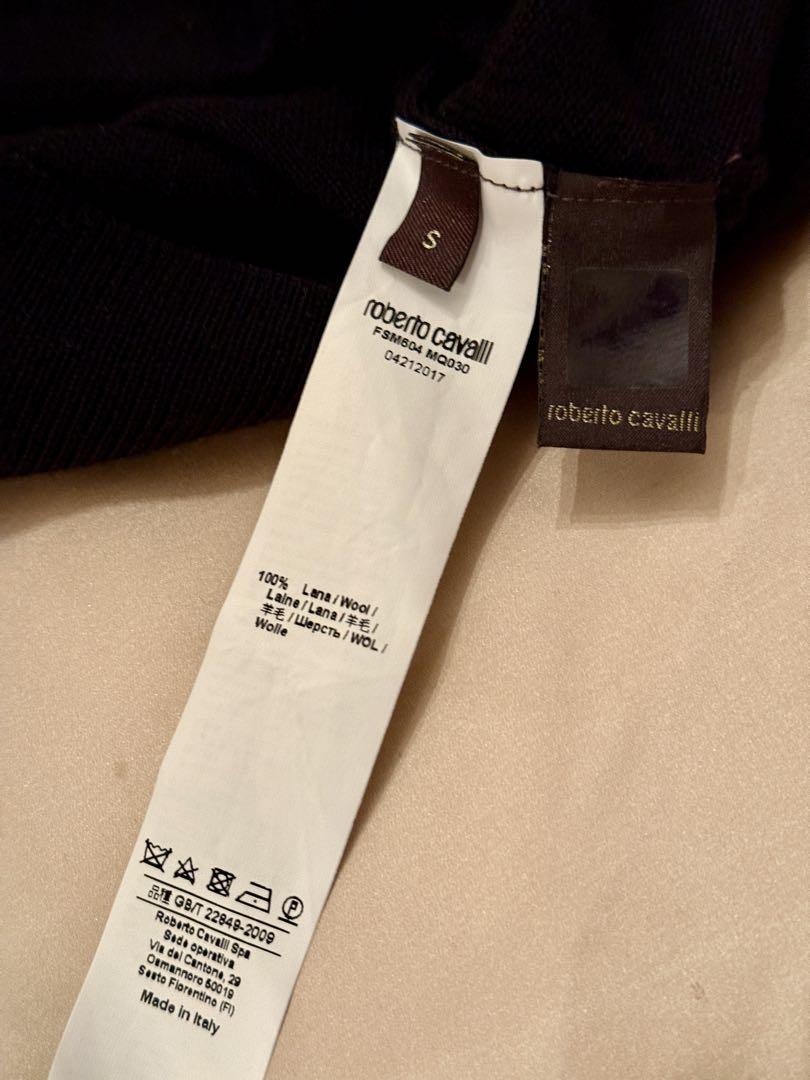 S
roberto cavalli
FSM604 MQ030
04212017
roberto cavalli
100% Lana / Wool /
Laine / Lana / 羊毛 /
羊毛 / Шерсть / WOL /
Wolle
P
GB/T 22849-2009
Roberto Cavalli Spa
Sede operativa
Via del Cantone, 29
Osmannoro 50019
Sesto Fiorentino (FI)
Made in Italy